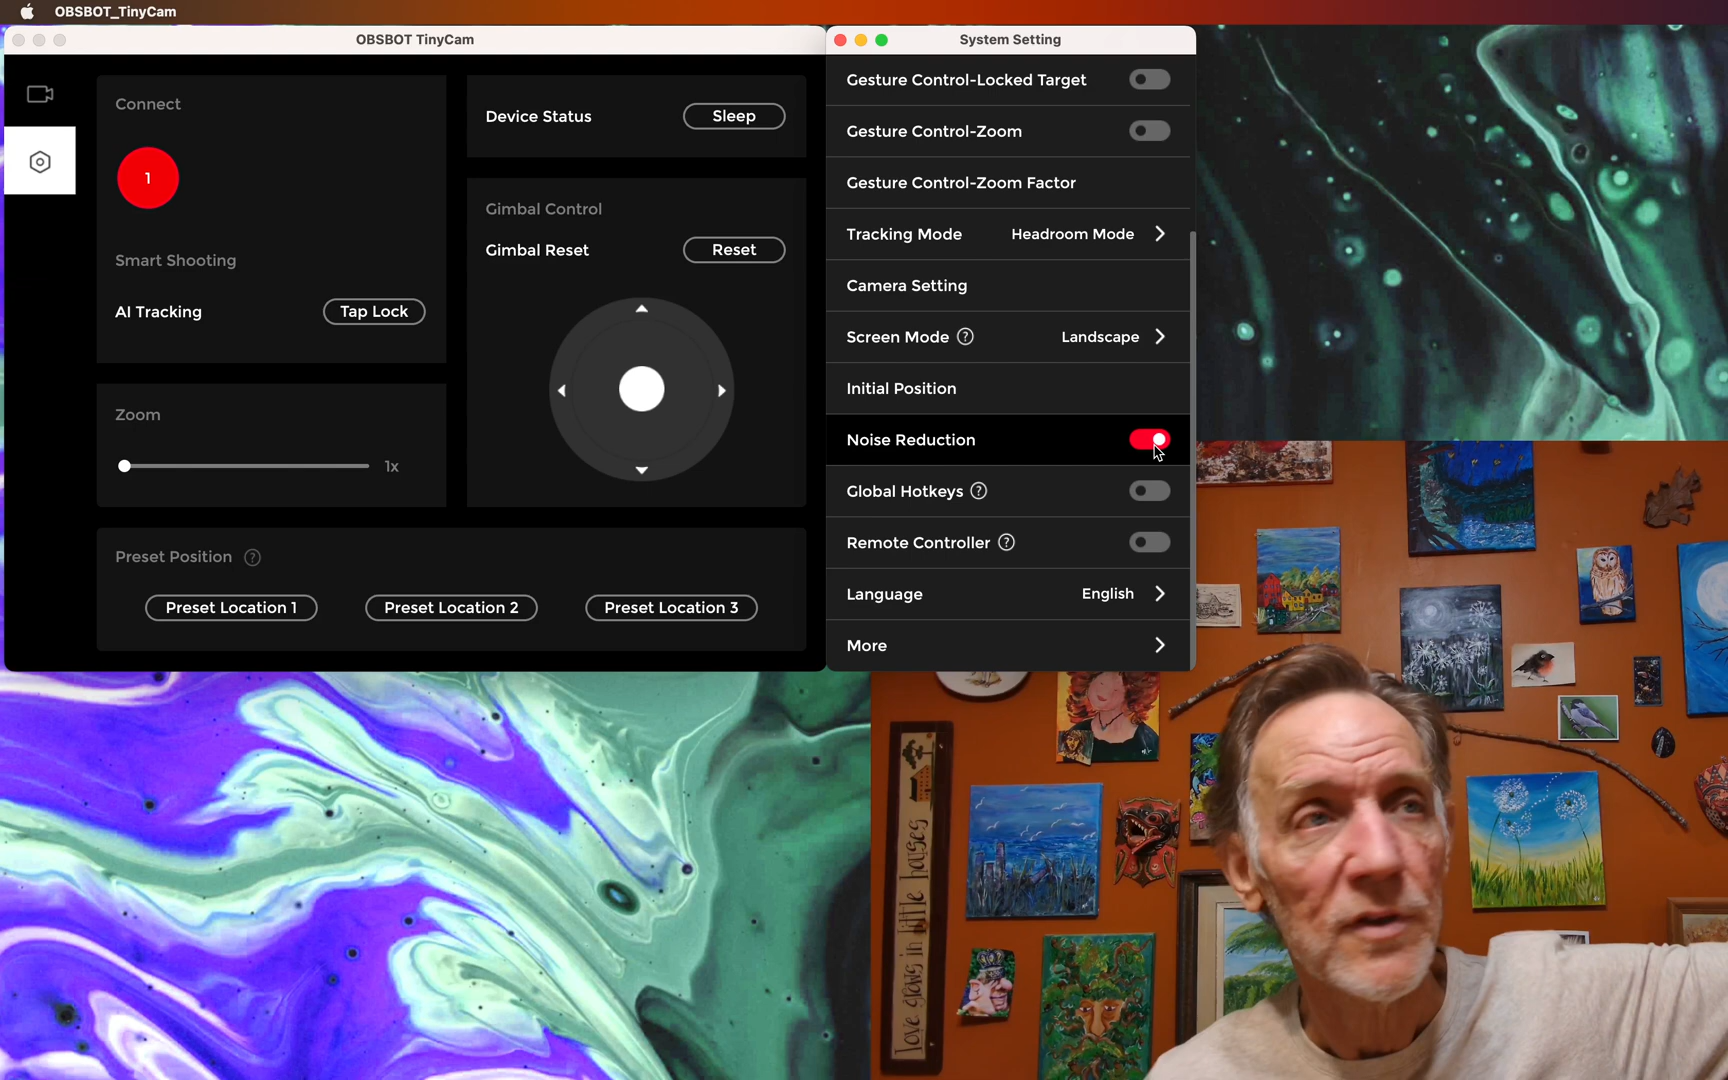 OBSBOT_TinyCam
OBSBOT TinyCam
Connect
1
Smart Shooting
AI Tracking
Tap Lock
Zoom
1x
Device Status
Sleep
Gimbal Control
Gimbal Reset
Reset
Preset Position ?
Preset Location 1
Preset Location 2
Preset Location 3
System Setting
Gesture Control-Locked Target
Gesture Control-Zoom
Gesture Control-Zoom Factor
Tracking Mode Headroom Mode
Camera Setting
Screen Mode ? Landscape
Initial Position
Noise Reduction
Global Hotkeys ?
Remote Controller ?
Language English
More
Love grows in little houses